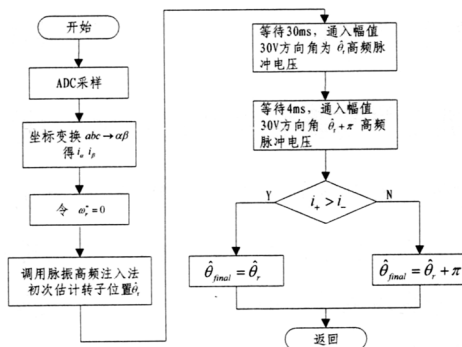 开始
ADC采样
坐标变换 abc→αβ
得 iα iβ
令 ωr*=0
调用脉振高频注入法
初次估计转子位置θ̂r
等待30ms，通入幅值
30V方向角为 θ̂r高频脉
冲电压
等待4ms，通入幅值
30V方向角 θ̂r+π 高频
脉冲电压
i+ > i−
Y
N
θ̂final = θ̂r
θ̂final = θ̂r + π
返回